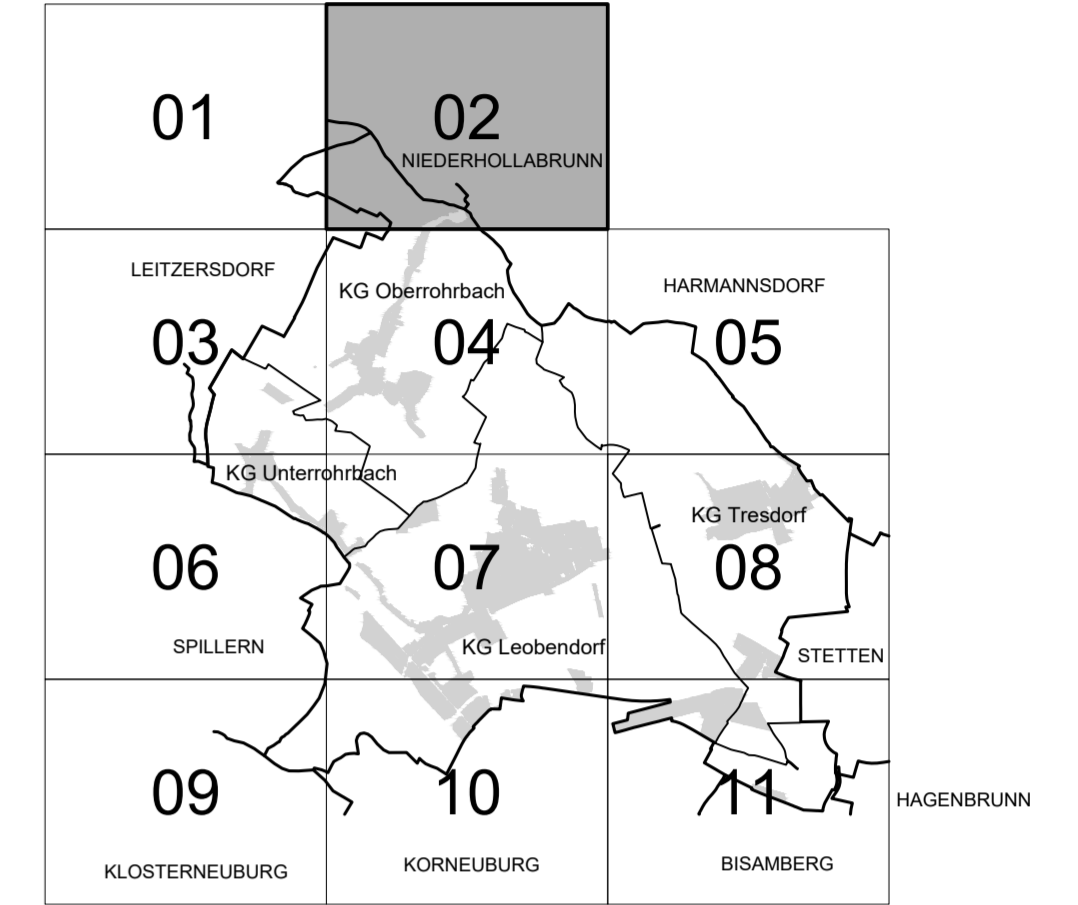 01
02
NIEDERHOLLABRUNN
LEITZERSDORF
KG Oberrohrbach
HARMANNSDORF
03
04
05
KG Unterrohrbach
KG Tresdorf
06
07
08
SPILLERN
KG Leobendorf
STETTEN
09
10
11
HAGENBRUNN
KLOSTERNEUBURG
KORNEUBURG
BISAMBERG